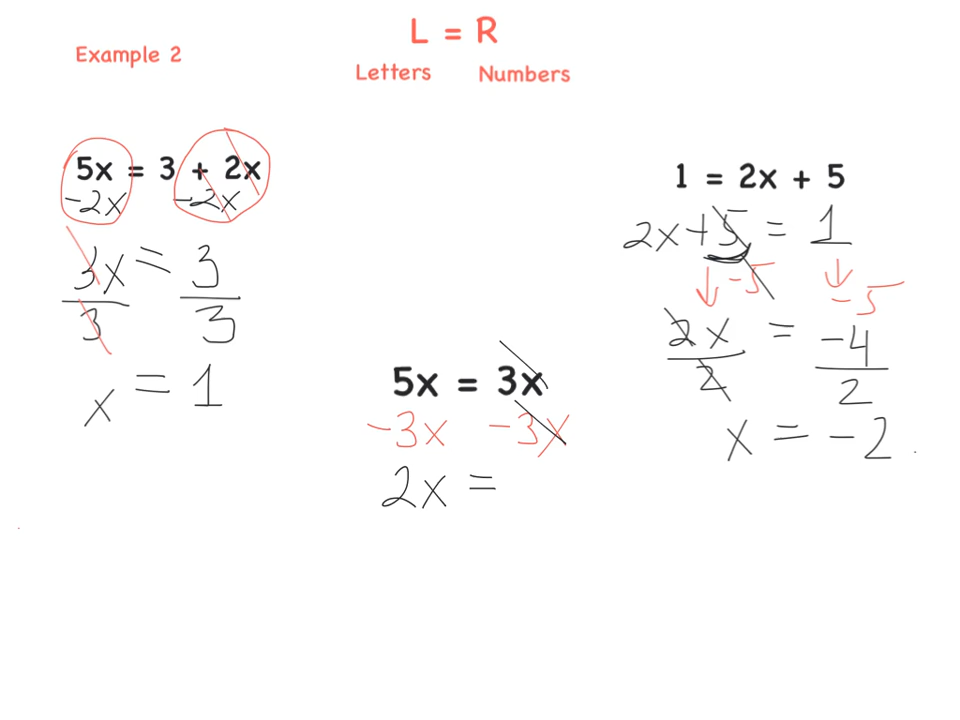 L = R
Example 2
Letters Numbers
5x = 3 + 2x
-2x -2x
3x = 3
3 3
x = 1
5x = 3x
-3x -3x
2x =
1 = 2x + 5
2x+5 = 1
-5 -5
2x = -4
2 2
x = -2